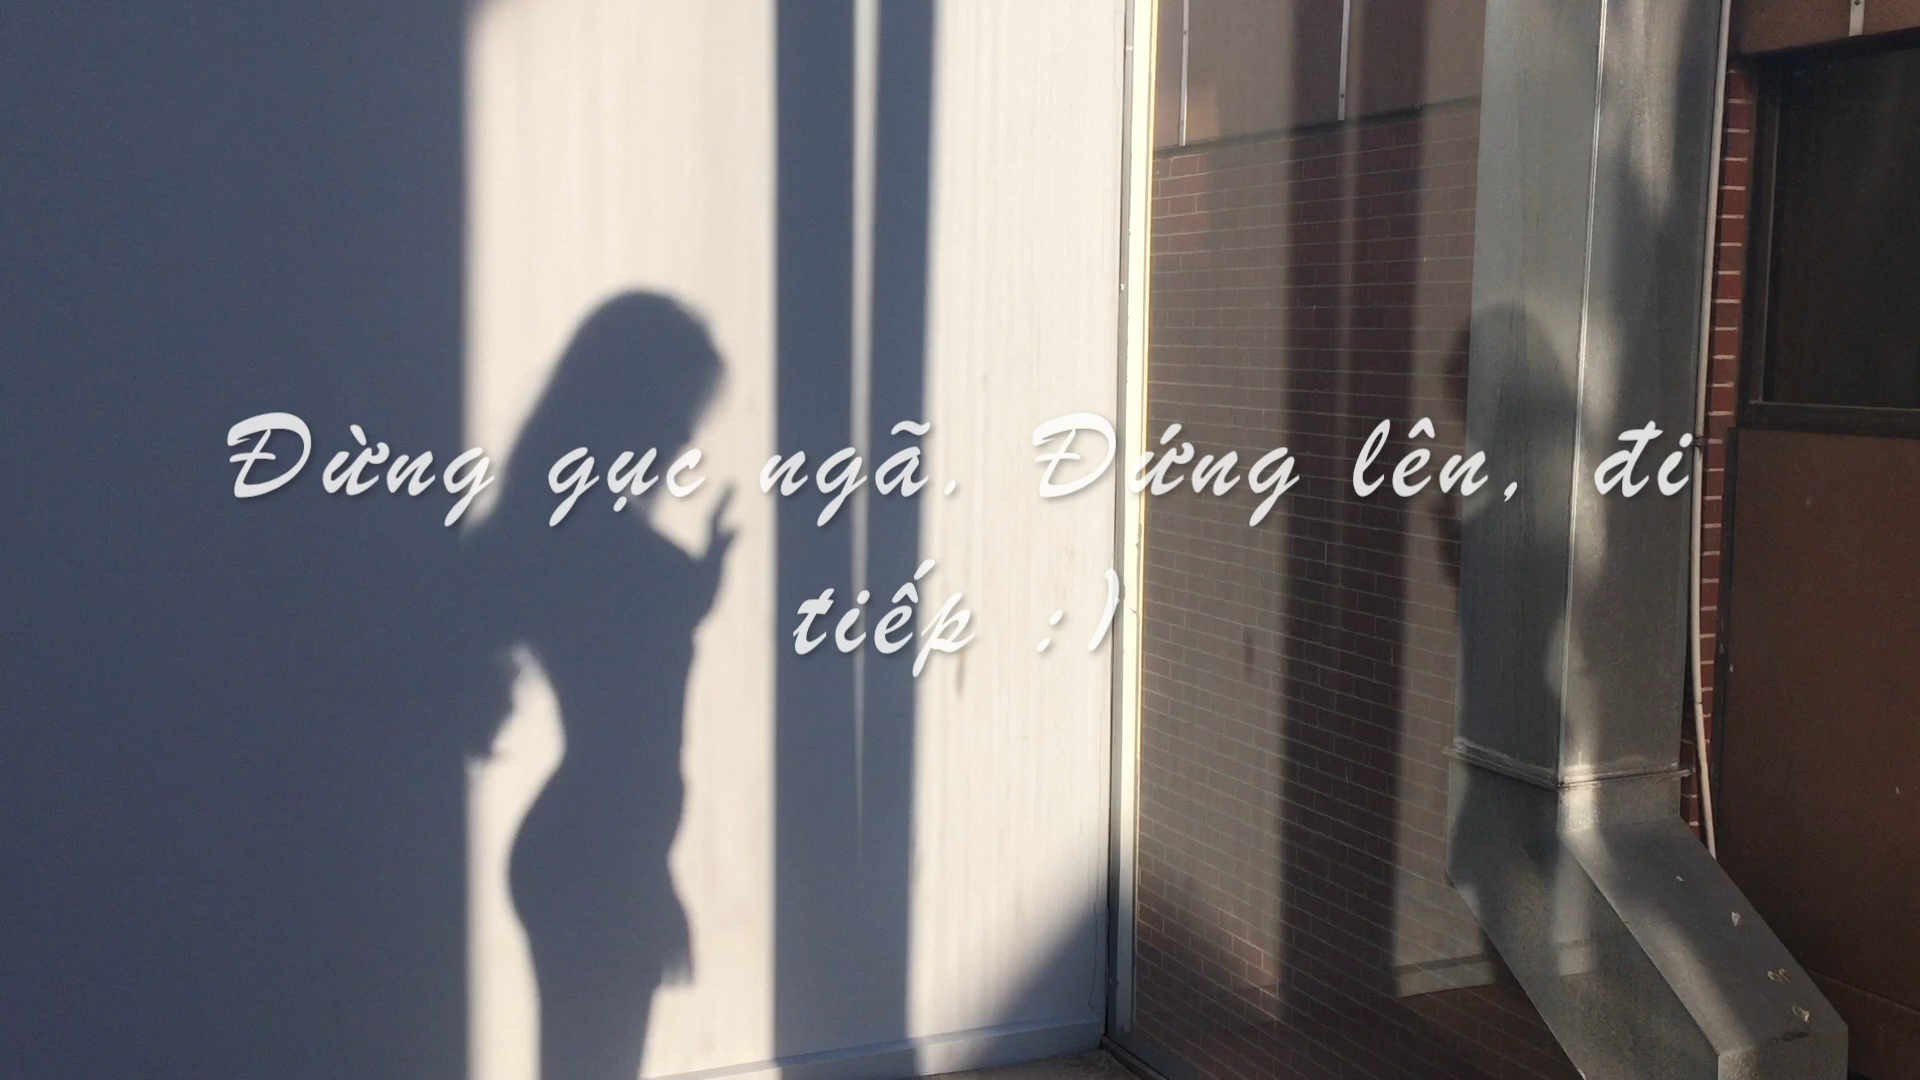 Đừng gục ngã. Đứng lên, đi
tiếp :)